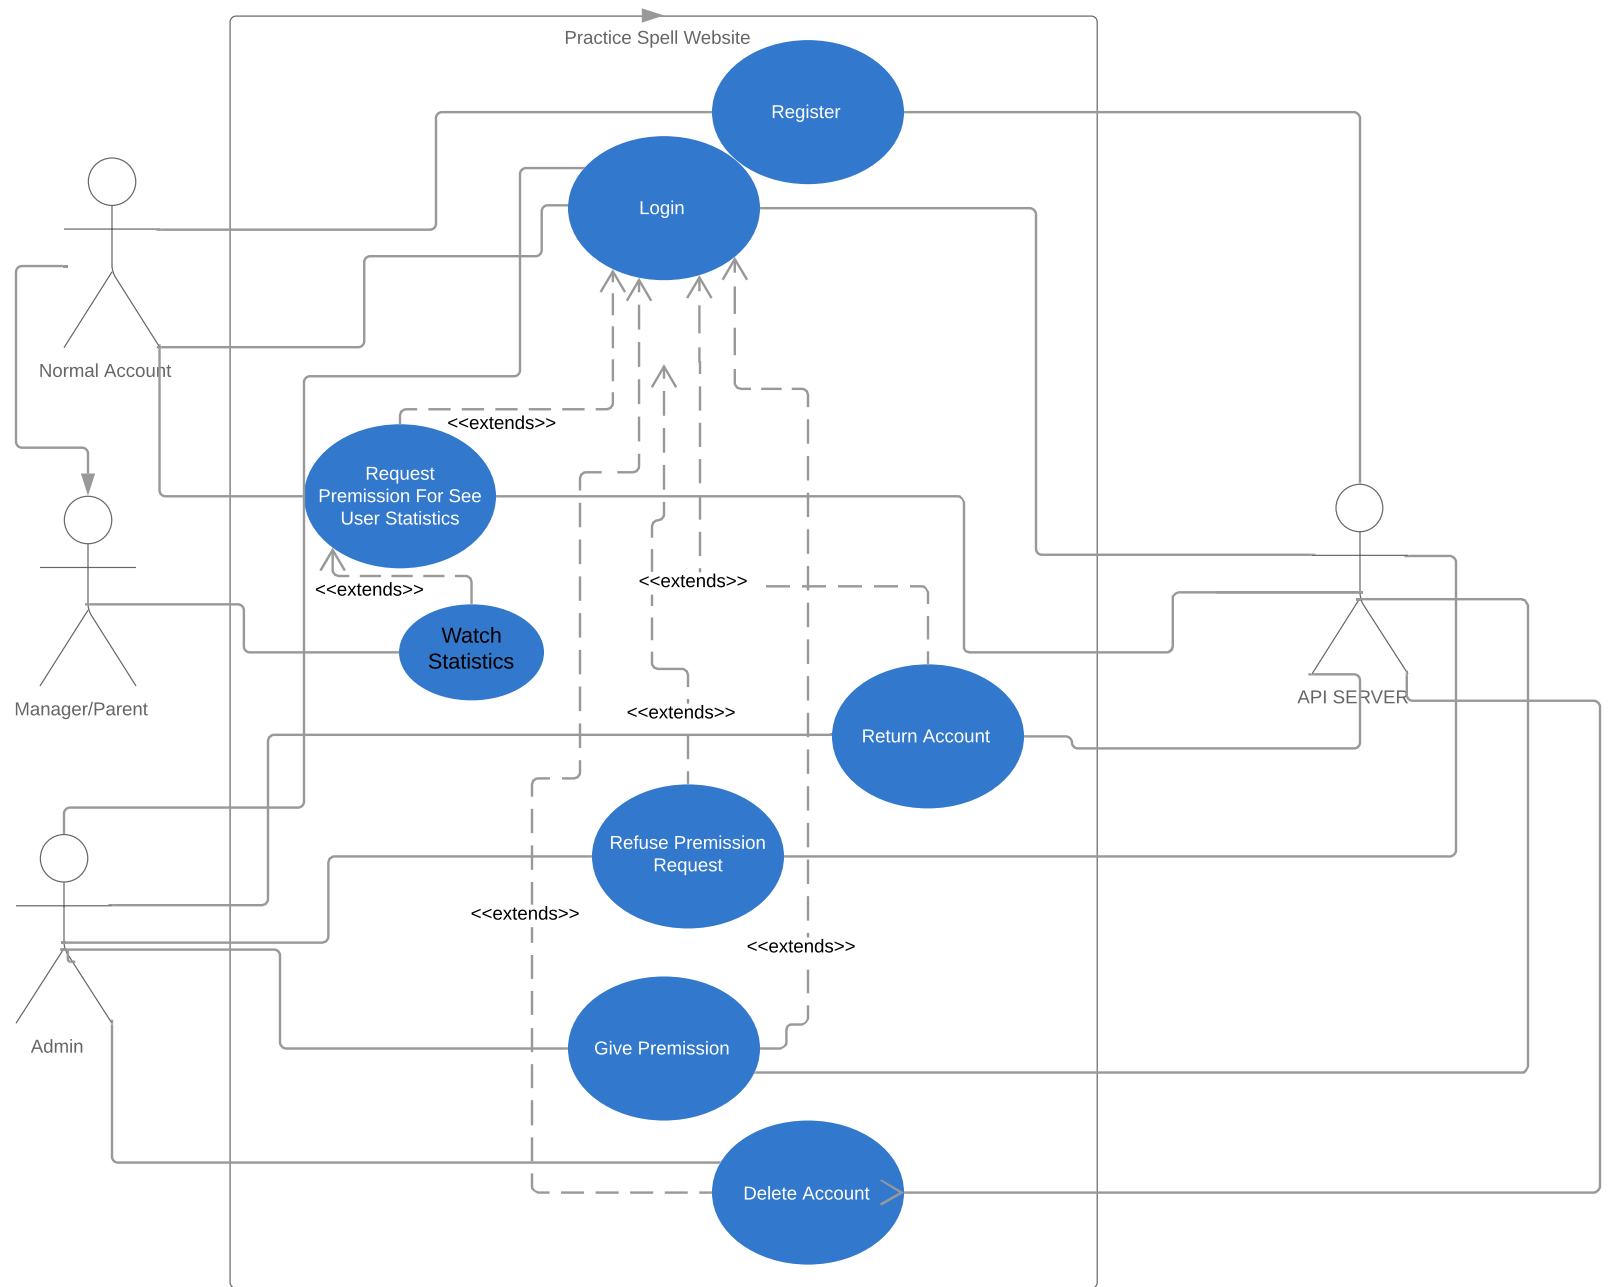 Practice Spell Website
Register
Login
Normal Account
<<extends>>
Request
Premission For See
User Statistics
<<extends>>
<<extends>>
Watch
Statistics
Manager/Parent
API SERVER
<<extends>>
Return Account
Refuse Premission
Request
<<extends>>
<<extends>>
Admin
Give Premission
Delete Account